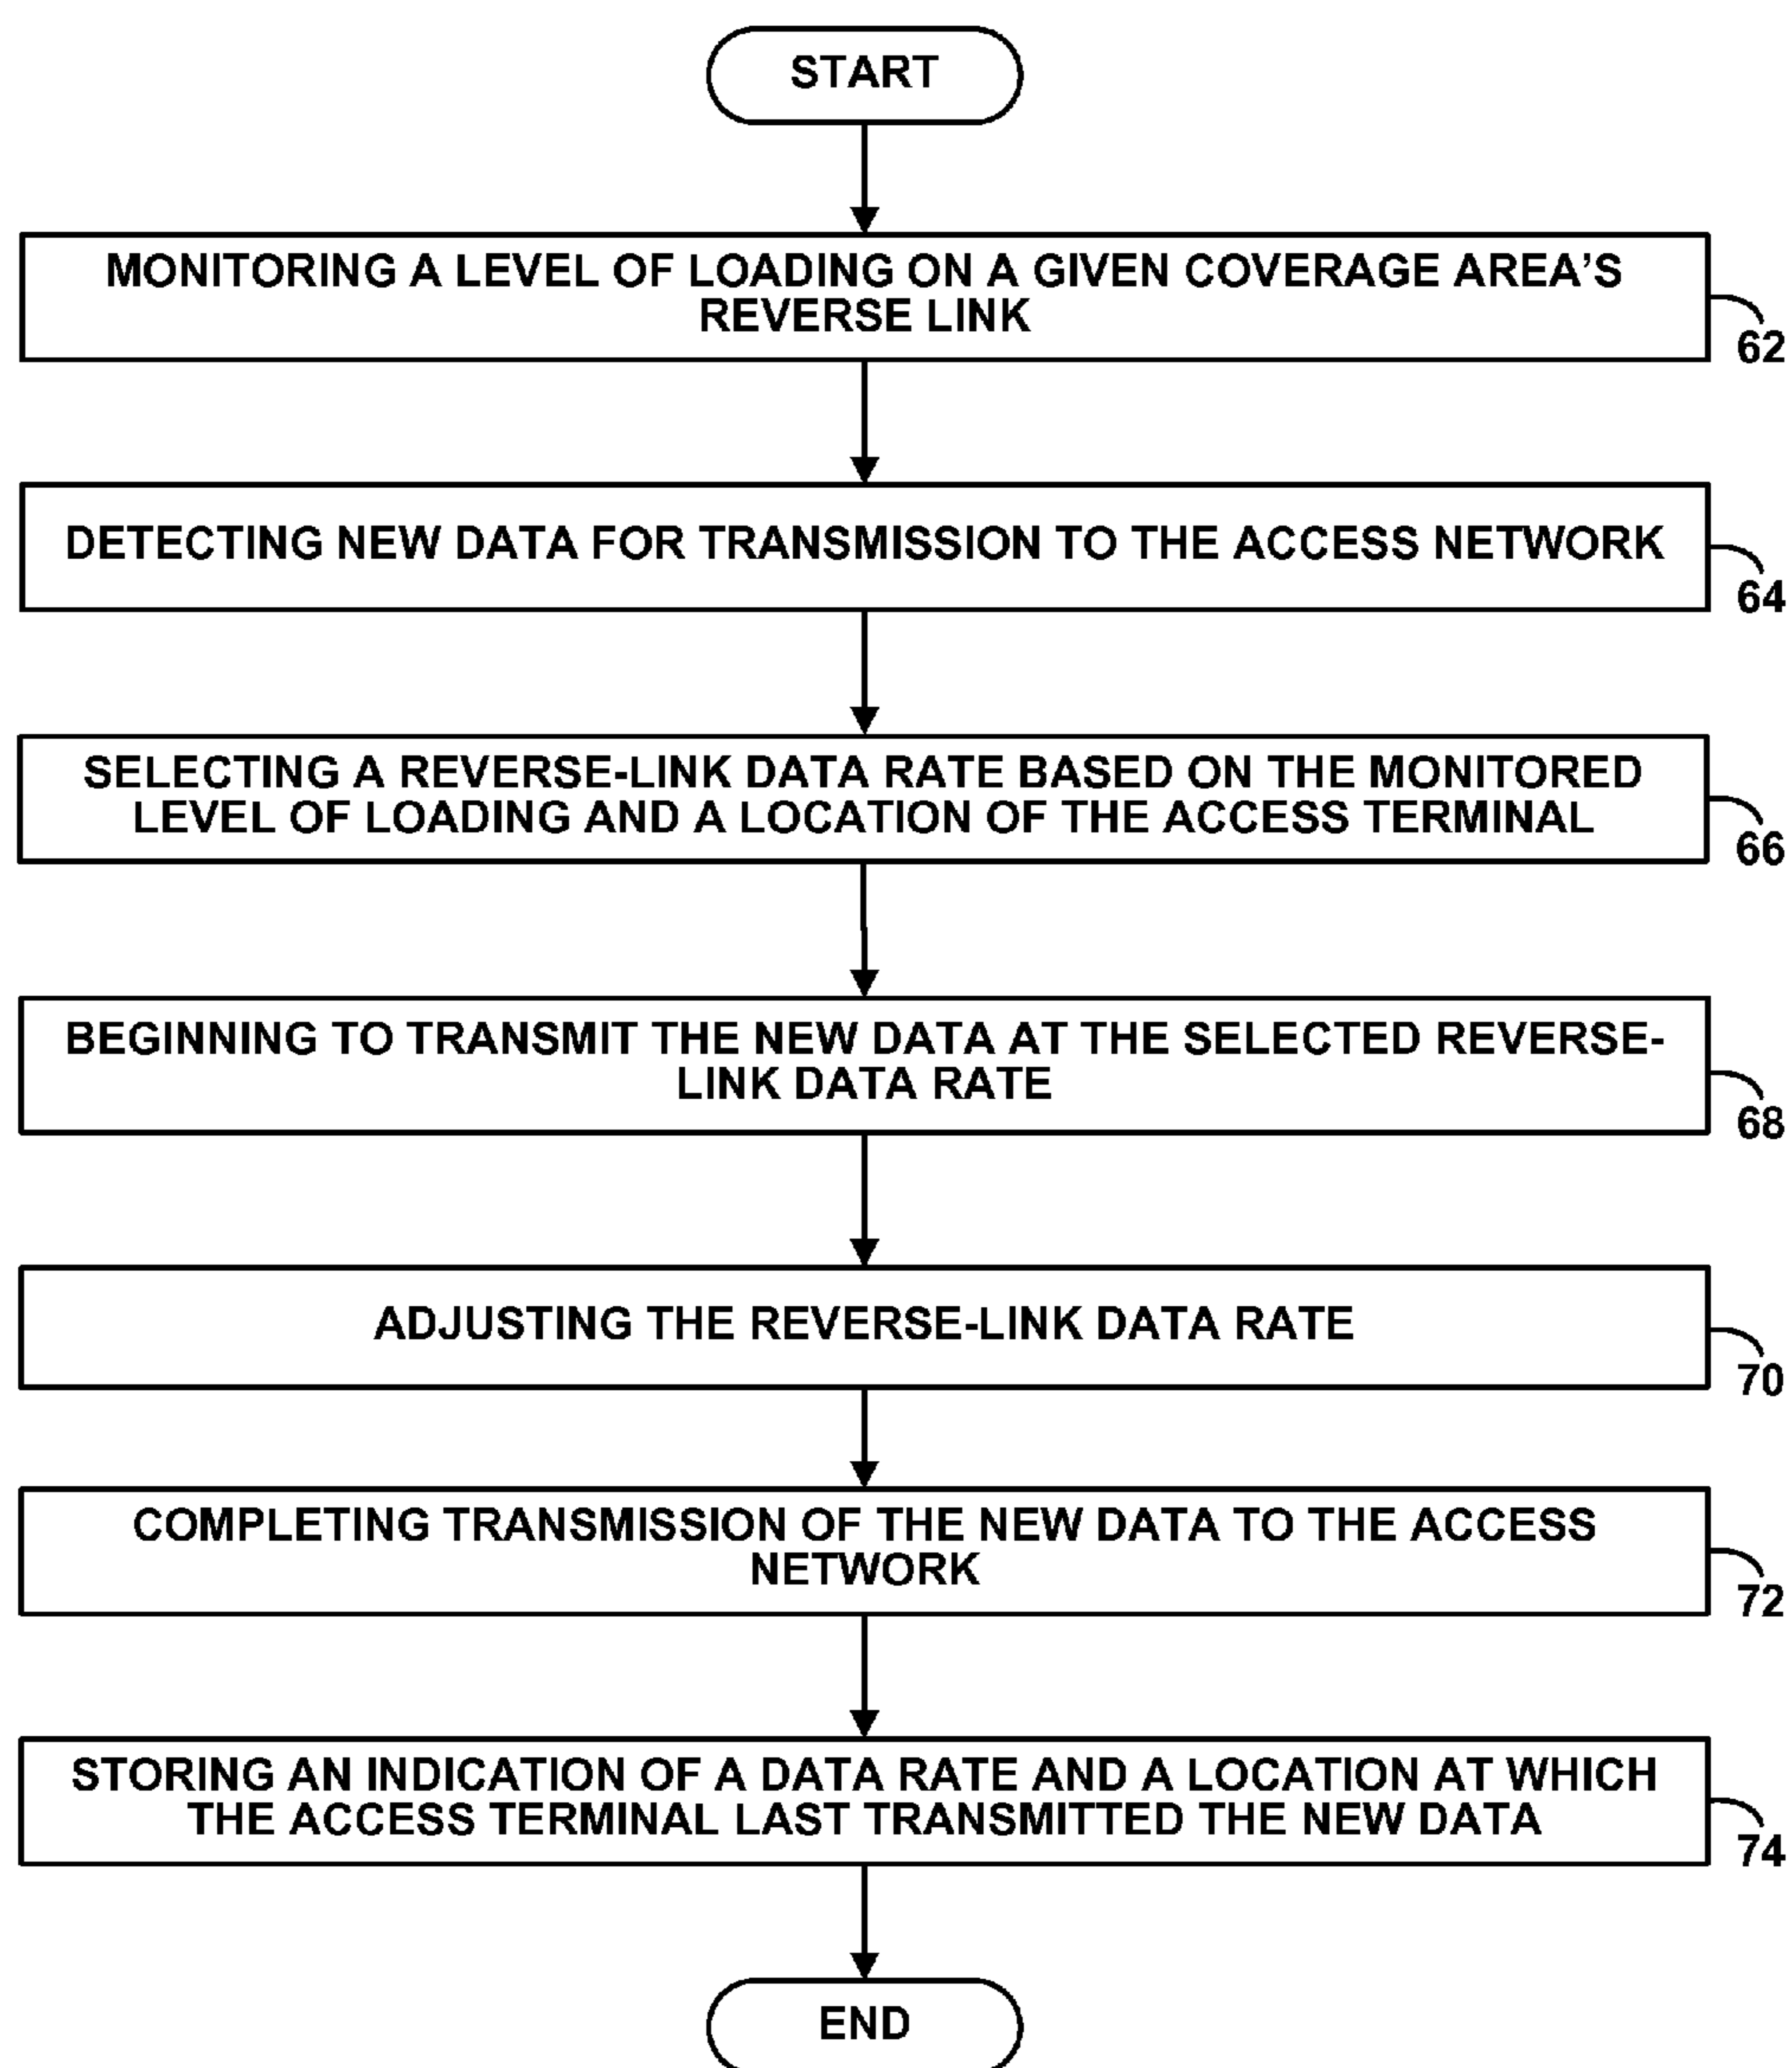 START
MONITORING A LEVEL OF LOADING ON A GIVEN COVERAGE AREA'S
REVERSE LINK
62
DETECTING NEW DATA FOR TRANSMISSION TO THE ACCESS NETWORK
64
SELECTING A REVERSE-LINK DATA RATE BASED ON THE MONITORED
LEVEL OF LOADING AND A LOCATION OF THE ACCESS TERMINAL
66
BEGINNING TO TRANSMIT THE NEW DATA AT THE SELECTED REVERSE-
LINK DATA RATE
68
ADJUSTING THE REVERSE-LINK DATA RATE
70
COMPLETING TRANSMISSION OF THE NEW DATA TO THE ACCESS
NETWORK
72
STORING AN INDICATION OF A DATA RATE AND A LOCATION AT WHICH
THE ACCESS TERMINAL LAST TRANSMITTED THE NEW DATA
74
END